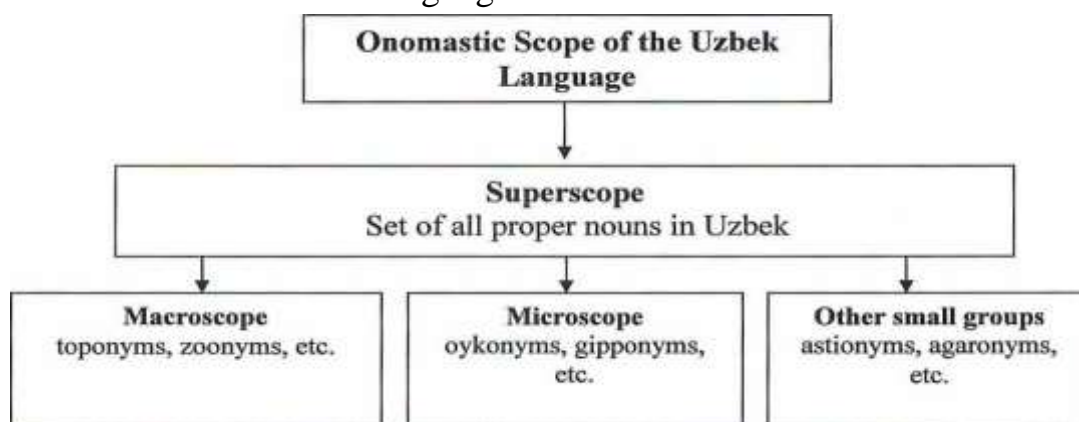 Onomastic Scope of the Uzbek
Language
Superscope
Set of all proper nouns in Uzbek
Macroscope
toponyms, zoonyms, etc.
Microscope
oykonyms, gipponyms,
etc.
Other small groups
astionyms, agaronyms,
etc.